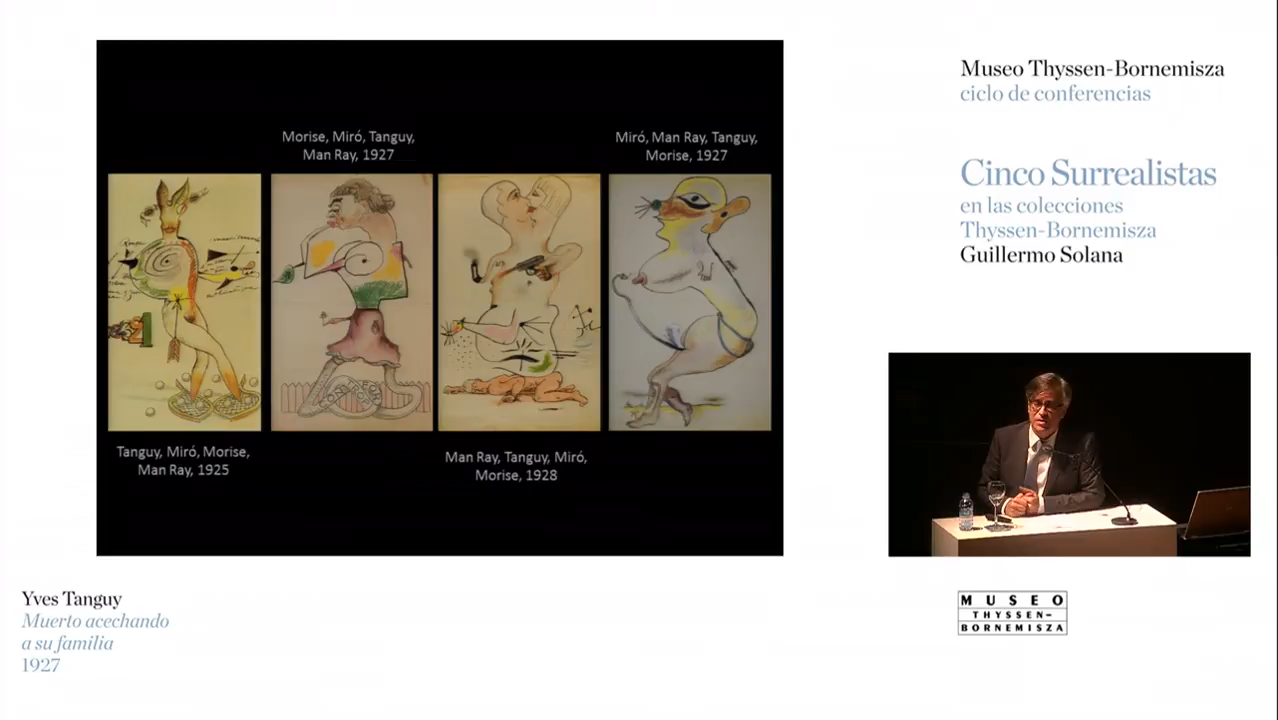 Morise, Miró, Tanguy,
Man Ray, 1927
Miró, Man Ray, Tanguy,
Morise, 1927
Tanguy, Miró, Morise,
Man Ray, 1925
Man Ray, Tanguy, Miró,
Morise, 1928
Museo Thyssen-Bornemisza
ciclo de conferencias
Cinco Surrealistas
en las colecciones
Thyssen-Bornemisza
Guillermo Solana
Yves Tanguy
Muerto acechando
a su familia
1927
MUSEO
THYSSEN-
BORNEMISZA